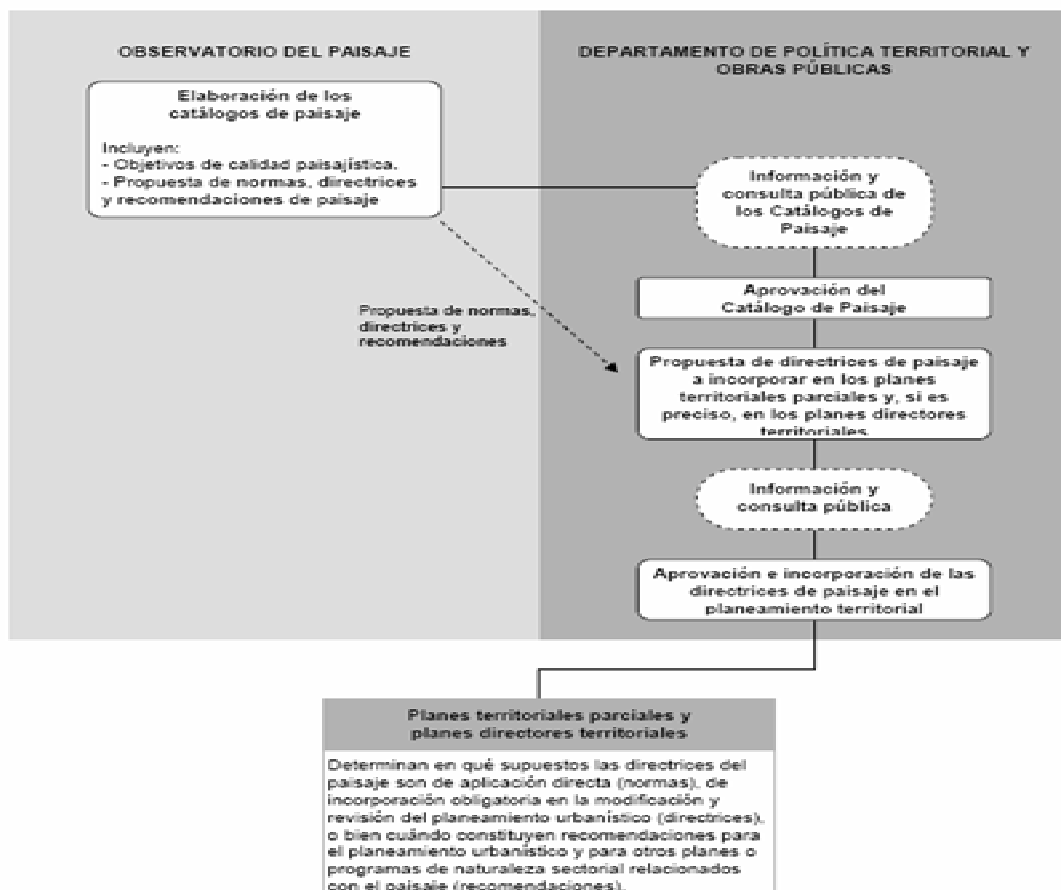 OBSERVATORIO DEL PAISAJE
DEPARTAMENTO DE POLÍTICA TERRITORIAL Y
OBRAS PÚBLICAS
Elaboración de los
catálogos de paisaje
Incluyen:
- Objetivos de calidad paisajística.
- Propuesta de normas, directrices
y recomendaciones de paisaje
Información y
consulta pública de
los Catálogos de
Paisaje
Aprovación del
Catálogo de Paisaje
Propuesta de normas,
directrices y
recomendaciones
Propuesta de directrices de paisaje
a incorporar en los planes
territoriales parciales y, si es
preciso, en los planes directores
territoriales.
Información y
consulta pública
Aprovación e incorporación de las
directrices de paisaje en el
planeamiento territorial
Planes territoriales parciales y
planes directores territoriales
Determinan en qué supuestos las directrices del
paisaje son de aplicación directa (normas), de
incorporación obligatoria en la modificación y
revisión del planeamiento urbanístico (directrices),
o bien cuándo constituyen recomendaciones para
el planeamiento urbanístico y para otros planes o
programas de naturaleza sectorial relacionados
con el paisaje (recomendaciones).